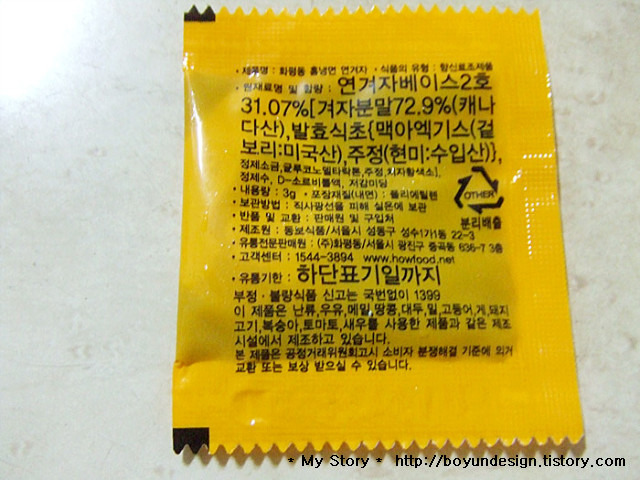 · 제품명 : 화평동 홍냉면 연겨자 · 식품의 유형 : 향신료조제품
· 원재료명 및 함량 : 연겨자베이스2호
31.07%[겨자분말72.9%(캐나
다산),발효식초{맥아엑기스(겉
보리:미국산),주정(현미:수입산)},
정제소금,글루코노델타락톤,주정,치자황색소],
정제수, D-소르비톨액, 저감미당
· 내용량 : 3g · 포장재질(내면) : 폴리에틸렌
· 보관방법 : 직사광선을 피해 실온에 보관
· 반품 및 교환 : 판매원 및 구입처
· 제조원 : 동보식품/서울시 성동구 성수1가1동 22-3
· 유통전문판매원 : (주)화평동/서울시 광진구 중곡동 636-7 3층
· 고객센터 : 1544-3894 www.howfood.net
· 유통기한 : 하단표기일까지
OTHER
분리배출
부정 · 불량식품 신고는 국번없이 1399
이 제품은 난류,우유,메밀,땅콩,대두,밀,고등어,게,돼지
고기,복숭아,토마토,새우를 사용한 제품과 같은 제조
시설에서 제조하고 있습니다.
본 제품은 공정거래위원회고시 소비자 분쟁해결 기준에 의거
교환 또는 보상 받으실 수 있습니다.
* My Story * http://boyundesign.tistory.com